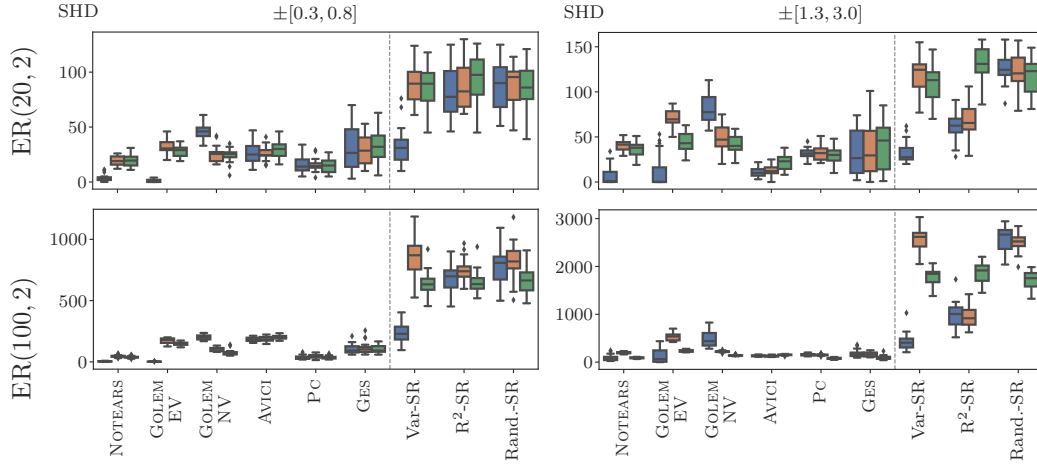 SHD ±[0.3, 0.8] SHD ±[1.3, 3.0]
ER(20, 2)
100
50
0
150
100
50
0
ER(100, 2)
1000
500
0
3000
2000
1000
0
NOTEARS
GOLEM
EV
GOLEM
NV
AVICI
PC
GES
Var-SR.
R²-SR.
Rand.-SR.
NOTEARS
GOLEM
EV
GOLEM
NV
AVICI
PC
GES
Var-SR.
R²-SR.
Rand.-SR.